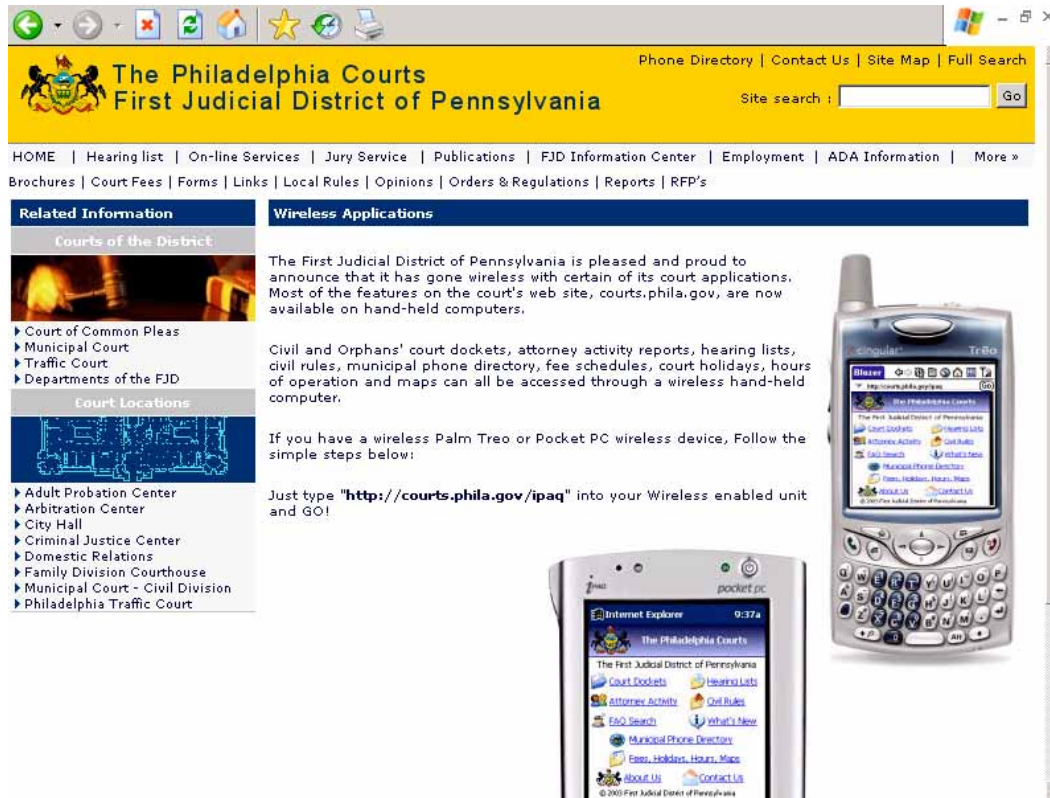 Phone Directory | Contact Us | Site Map | Full Search
The Philadelphia Courts
First Judicial District of Pennsylvania
Site search : Go
HOME | Hearing list | On-line Services | Jury Service | Publications | FJD Information Center | Employment | ADA Information | More »
Brochures | Court Fees | Forms | Links | Local Rules | Opinions | Orders & Regulations | Reports | RFP's
Related Information
Courts of the District
Court of Common Pleas
Municipal Court
Traffic Court
Departments of the FJD
Court Locations
Adult Probation Center
Arbitration Center
City Hall
Criminal Justice Center
Domestic Relations
Family Division Courthouse
Municipal Court - Civil Division
Philadelphia Traffic Court
Wireless Applications
The First Judicial District of Pennsylvania is pleased and proud to
announce that it has gone wireless with certain of its court applications.
Most of the features on the court's web site, courts.phila.gov, are now
available on hand-held computers.
Civil and Orphans' court dockets, attorney activity reports, hearing lists,
civil rules, municipal phone directory, fee schedules, court holidays, hours
of operation and maps can all be accessed through a wireless hand-held
computer.
If you have a wireless Palm Treo or Pocket PC wireless device, Follow the
simple steps below:
Just type "http://courts.phila.gov/ipaq" into your Wireless enabled unit
and GO!
cingular Treo
Blazer
http://courts.phila.gov/ipaq Go
The Philadelphia Courts
The First Judicial District of Pennsylvania
Court Dockets Hearing Lists
Attorney Activity Civil Rules
FAQ Search What's New
Municipal Phone Directory
Fees, Holidays, Hours, Maps
About Us Contact Us
© 2003 First Judicial District of Pennsylvania
iPAQ pocket pc
Internet Explorer 9:37a
The Philadelphia Courts
The First Judicial District of Pennsylvania
Court Dockets Hearing Lists
Attorney Activity Civil Rules
FAQ Search What's New
Municipal Phone Directory
Fees, Holidays, Hours, Maps
About Us Contact Us
© 2003 First Judicial District of Pennsylvania